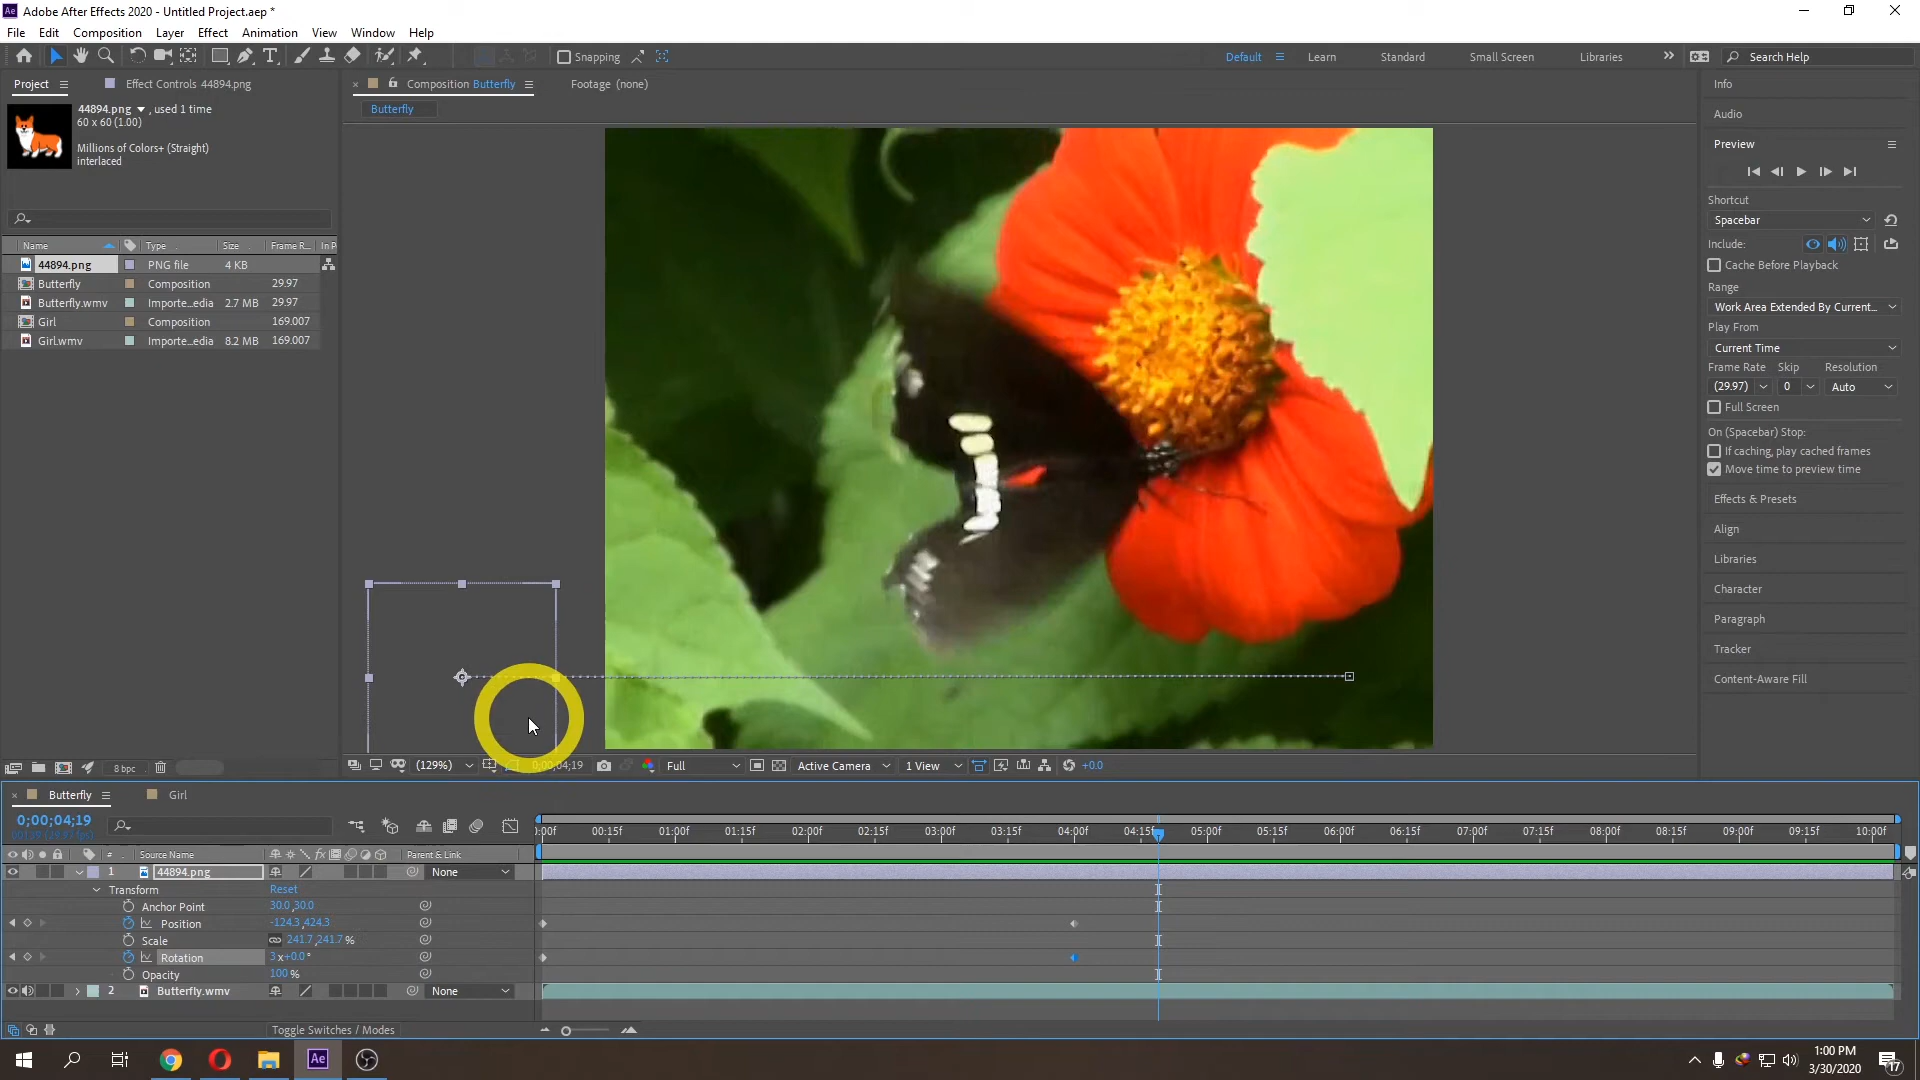 Adobe After Effects 2020 - Untitled Project.aep *
File Edit Composition Layer Effect Animation View Window Help
Snapping
Default Learn Standard Small Screen Libraries Search Help
Project Effect Controls 44894.png
Composition Butterfly
Footage (none)
Butterfly
44894.png , used 1 time
60 x 60 (1.00)
Millions of Colors+ (Straight)
interlaced
Name Type Size Frame R... In P
44894.png PNG file 4 KB
Butterfly Composition 29.97
Butterfly.wmv Importe...edia 2.7 MB 29.97
Girl Composition 169.007
Girl.wmv Importe...edia 8.2 MB 169.007
8 bpc
(129%) 0;00;04;19 Full Active Camera 1 View +0.0
Info
Audio
Preview
Shortcut
Spacebar
Include:
Cache Before Playback
Range
Work Area Extended By Current...
Play From
Current Time
Frame Rate Skip Resolution
(29.97) 0 Auto
Full Screen
On (Spacebar) Stop:
If caching, play cached frames
Move time to preview time
Effects & Presets
Align
Libraries
Character
Paragraph
Tracker
Content-Aware Fill
Butterfly Girl
0;00;04;19
:00f 00:15f 01:00f 01:15f 02:00f 02:15f 03:00f 03:15f 04:00f 04:15f 05:00f 05:15f 06:00f 06:15f 07:00f 07:15f 08:00f 08:15f 09:00f 09:15f 10:00f
# Source Name fx Parent & Link
1 44894.png None
Transform Reset
Anchor Point 30.0,30.0
Position -124.3,424.3
Scale 241.7,241.7 %
Rotation 3x+0.0°
Opacity 100 %
2 Butterfly.wmv None
Toggle Switches / Modes
Ae
1:00 PM
3/30/2020
17